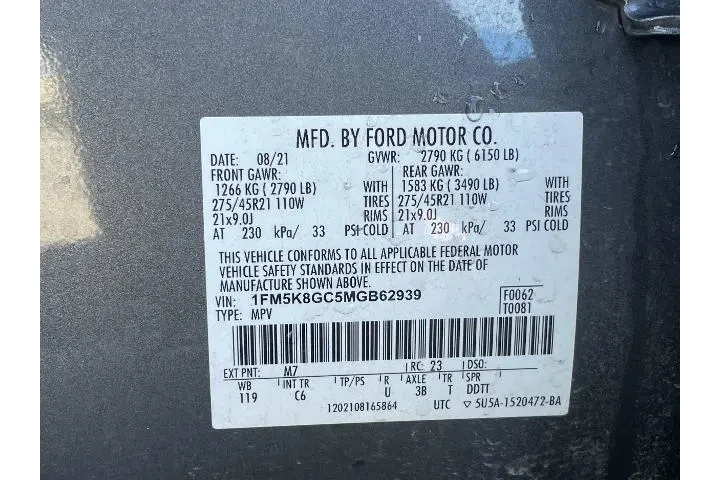 MFD. BY FORD MOTOR CO.
DATE: 08/21 GVWR: 2790 KG ( 6150 LB)
FRONT GAWR: REAR GAWR:
1266 KG ( 2790 LB) WITH 1583 KG ( 3490 LB) WITH
275/45R21 110W TIRES 275/45R21 110W TIRES
21x9.0J RIMS 21x9.0J RIMS
AT 230 kPa/ 33 PSI COLD AT 230 kPa/ 33 PSI COLD
THIS VEHICLE CONFORMS TO ALL APPLICABLE FEDERAL MOTOR
VEHICLE SAFETY STANDARDS IN EFFECT ON THE DATE OF
MANUFACTURE SHOWN ABOVE.
VIN: 1FM5K8GC5MGB62939 F0062
TYPE: MPV T0081
EXT PNT: M7 RC: 23 DSO:
WB INT TR TP/PS R AXLE TR SPR
119 C6 U 3B T DDTT
1202108165864 UTC ▽ 5U5A-1520472-BA